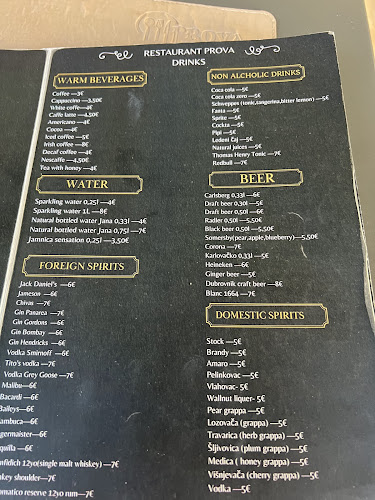 PROVA
RESTAURANT PROVA
DRINKS
WARM BEVERAGES
Coffee —3€
Cappuccino —3,50€
White coffe—4€
Caffe latte —4,50€
Americano —4€
Cocoa —4€
Iced coffee —5€
Irish coffee —8€
Decaf coffee —4€
Nescaffe —4,50€
Tea with honey —4€
WATER
Sparkling water 0,25l —4€
Sparkling water 1L —8€
Natural bottled water Jana 0.33l —4€
Natural bottled water Jana 0,75l —7€
Jamnica sensation 0,25l —3,50€
FOREIGN SPIRITS
Jack Daniel's —6€
Jameson —6€
Chivas —7€
Gin Panarea —7€
Gin Gordons —6€
Gin Bombay —6€
Gin Hendricks —6€
Vodka Smirnoff —6€
Tito's vodka —7€
Vodka Grey Goose —7€
Malibu—6€
Bacardi —6€
Baileys—6€
ambuca —6€
germaister—6€
quilla —6€
nfidich 12yo(single malt whiskey) —7€
nkey shoulder—7€
omatico reserve 12yo rum—7€
NON ALCHOLIC DRINKS
Coca cola —5€
Coca cola zero —5€
Schweppes (tonic,tangerina,bitter lemon) —5€
Fanta —5€
Sprite —5€
Cockta —5€
Pipi —5€
Ledeni čaj —5€
Natural juices —5€
Thomas Henry Tonic —7€
Redbull —7€
BEER
Carlsberg 0,33l —6€
Draft beer 0,30l —5€
Draft beer 0,50l —6€
Radler 0,50l —5,50€
Black beer 0,50l —5,50€
Somersby(pear,apple,blueberry)—5,50€
Corona —7€
Karlovačko 0,33l —5€
Heineken —6€
Ginger beer —5€
Dubrovnik craft beer —8€
Blanc 1664 —7€
DOMESTIC SPIRITS
Stock —5€
Brandy —5€
Amaro —5€
Pelinkovac —5€
Vlahovac- 5€
Wallnut liquer- 5€
Pear grappa —5€
Lozovača (grappa) —5€
Travarica (herb grappa) —5€
Šljivovica (plum grappa) —5€
Medica ( honey grappa) —5€
Višnjevača (cherry grappa) —5€
Vodka —5€